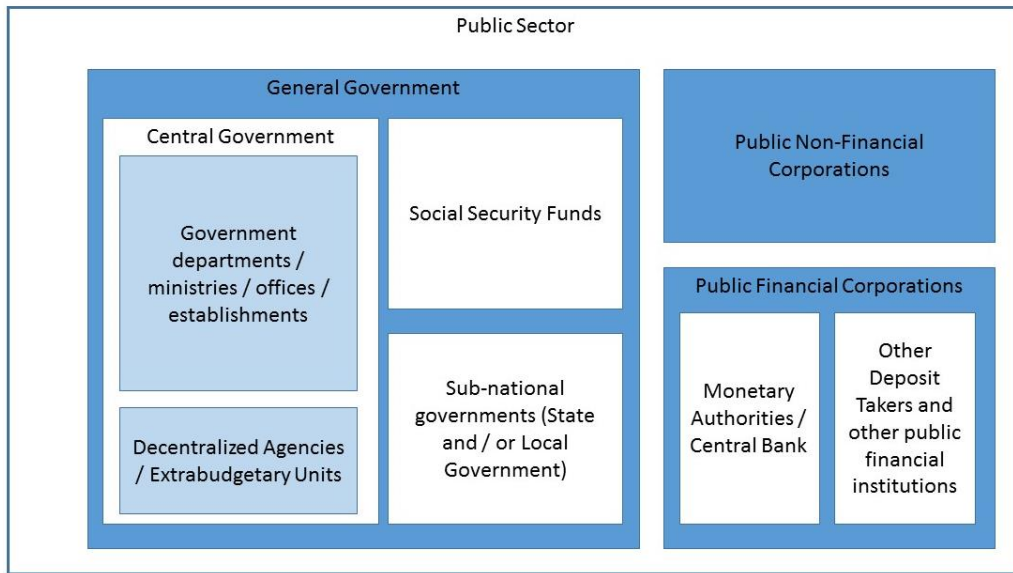 Public Sector
General Government
Central Government
Government
departments /
ministries / offices /
establishments
Decentralized Agencies
/ Extrabudgetary Units
Social Security Funds
Sub-national
governments (State
and / or Local
Government)
Public Non-Financial
Corporations
Public Financial Corporations
Monetary
Authorities /
Central Bank
Other
Deposit
Takers and
other public
financial
institutions